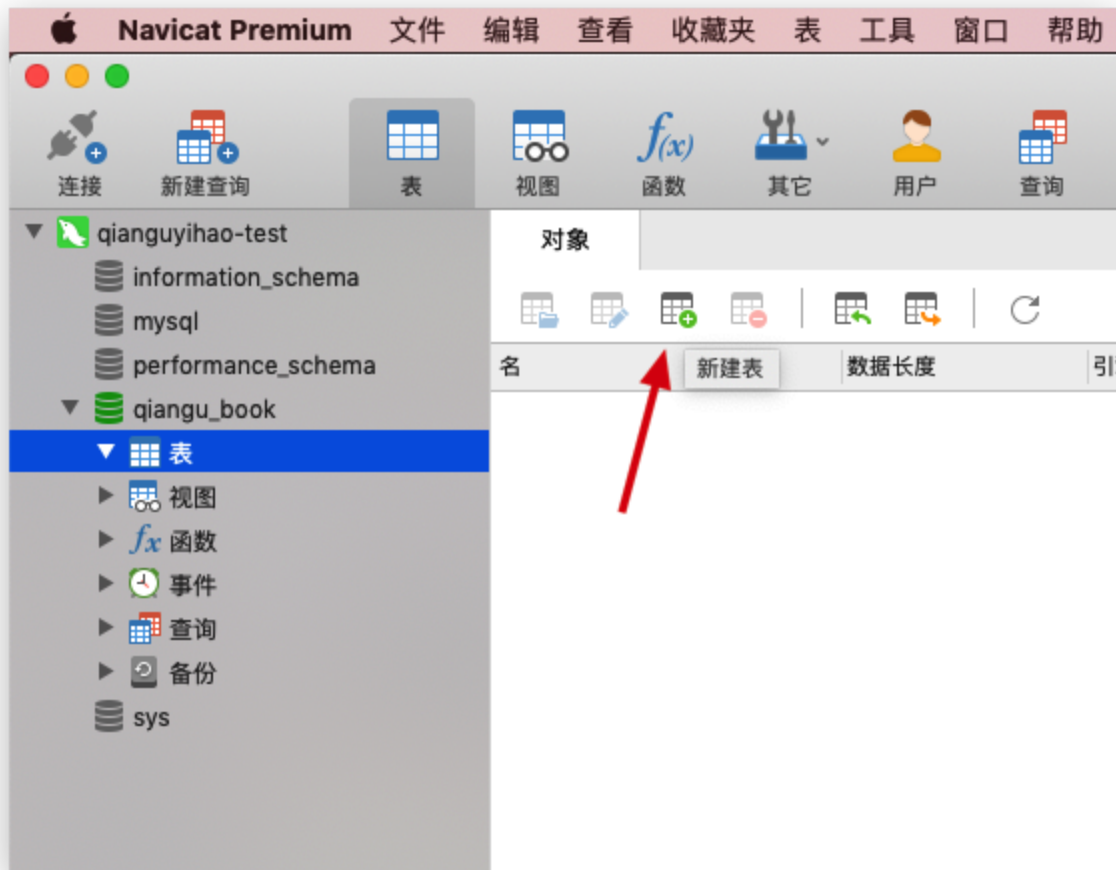 Navicat Premium 文件 编辑 查看 收藏夹 表 工具 窗口 帮助
连接 新建查询 表 视图 f(x) 函数 其它 用户 查询
qianguyihao-test
对象
information_schema
mysql
performance_schema
名 新建表 数据长度
qiangu_book
表
视图
fx 函数
事件
查询
备份
sys